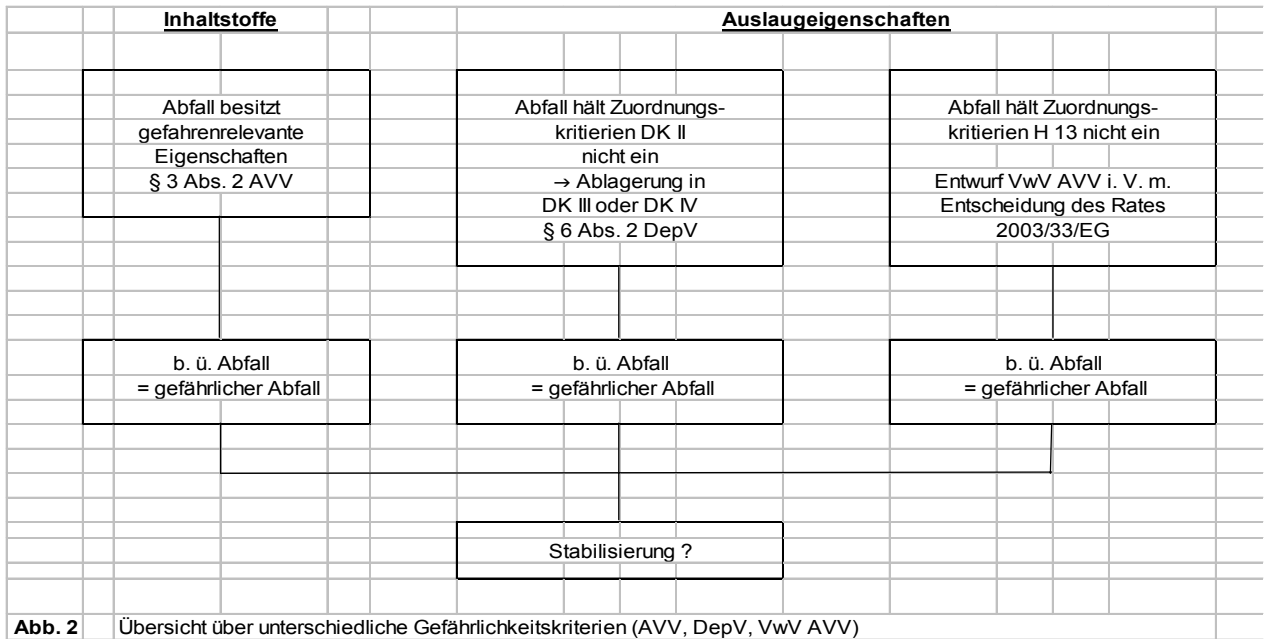 Inhaltstoffe
Auslaugeigenschaften
Abfall besitzt
gefahrenrelevante
Eigenschaften
§ 3 Abs. 2 AVV
Abfall hält Zuordnungs-
kritierien DK II
nicht ein
→ Ablagerung in
DK III oder DK IV
§ 6 Abs. 2 DepV
Abfall hält Zuordnungs-
kritierien H 13 nicht ein
Entwurf VwV AVV i. V. m.
Entscheidung des Rates
2003/33/EG
b. ü. Abfall
= gefährlicher Abfall
b. ü. Abfall
= gefährlicher Abfall
b. ü. Abfall
= gefährlicher Abfall
Stabilisierung ?
Abb. 2 Übersicht über unterschiedliche Gefährlichkeitskriterien (AVV, DepV, VwV AVV)